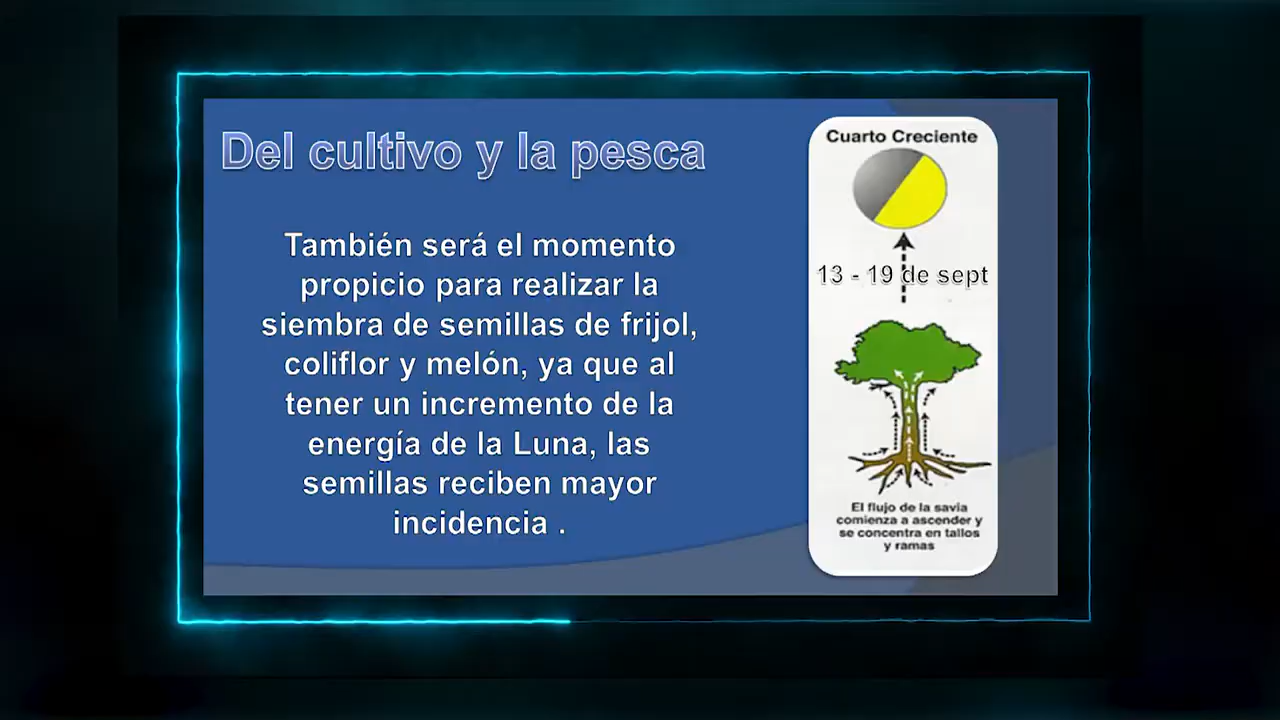 Del cultivo y la pesca
También será el momento
propicio para realizar la
siembra de semillas de frijol,
coliflor y melón, ya que al
tener un incremento de la
energía de la Luna, las
semillas reciben mayor
incidencia .
Cuarto Creciente
13 - 19 de sept
El flujo de la savia
comienza a ascender y
se concentra en tallos
y ramas